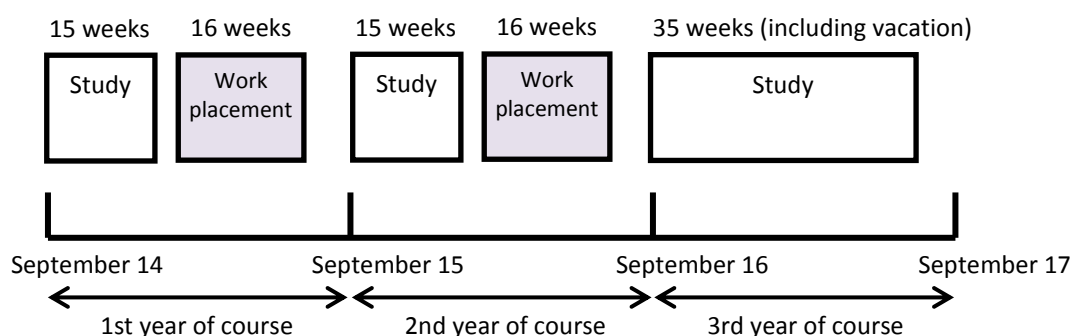 15 weeks 16 weeks 15 weeks 16 weeks 35 weeks (including vacation)
Study Work placement Study Work placement Study
September 14 September 15 September 16 September 17
1st year of course 2nd year of course 3rd year of course